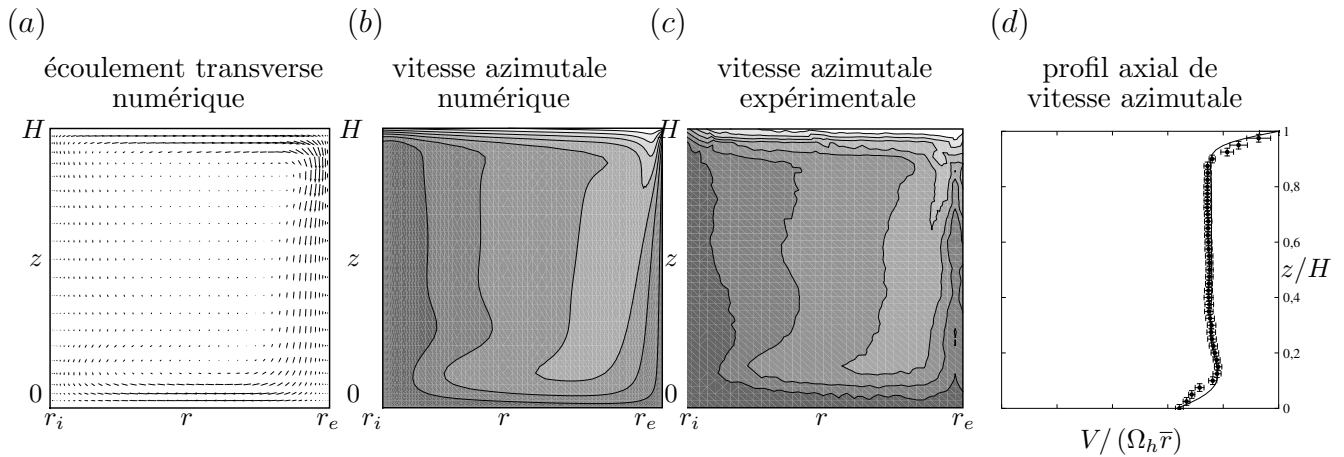 (a)
écoulement transverse
numérique
H
z
0
r_i r r_e
(b)
vitesse azimutale
numérique
H
z
0
r_i r r_e
(c)
vitesse azimutale
expérimentale
H
z
0
r_i r r_e
(d)
profil axial de
vitesse azimutale
1
0,8
0,6
z/H
0,4
0,2
0
V/ (Ω_h r̅)